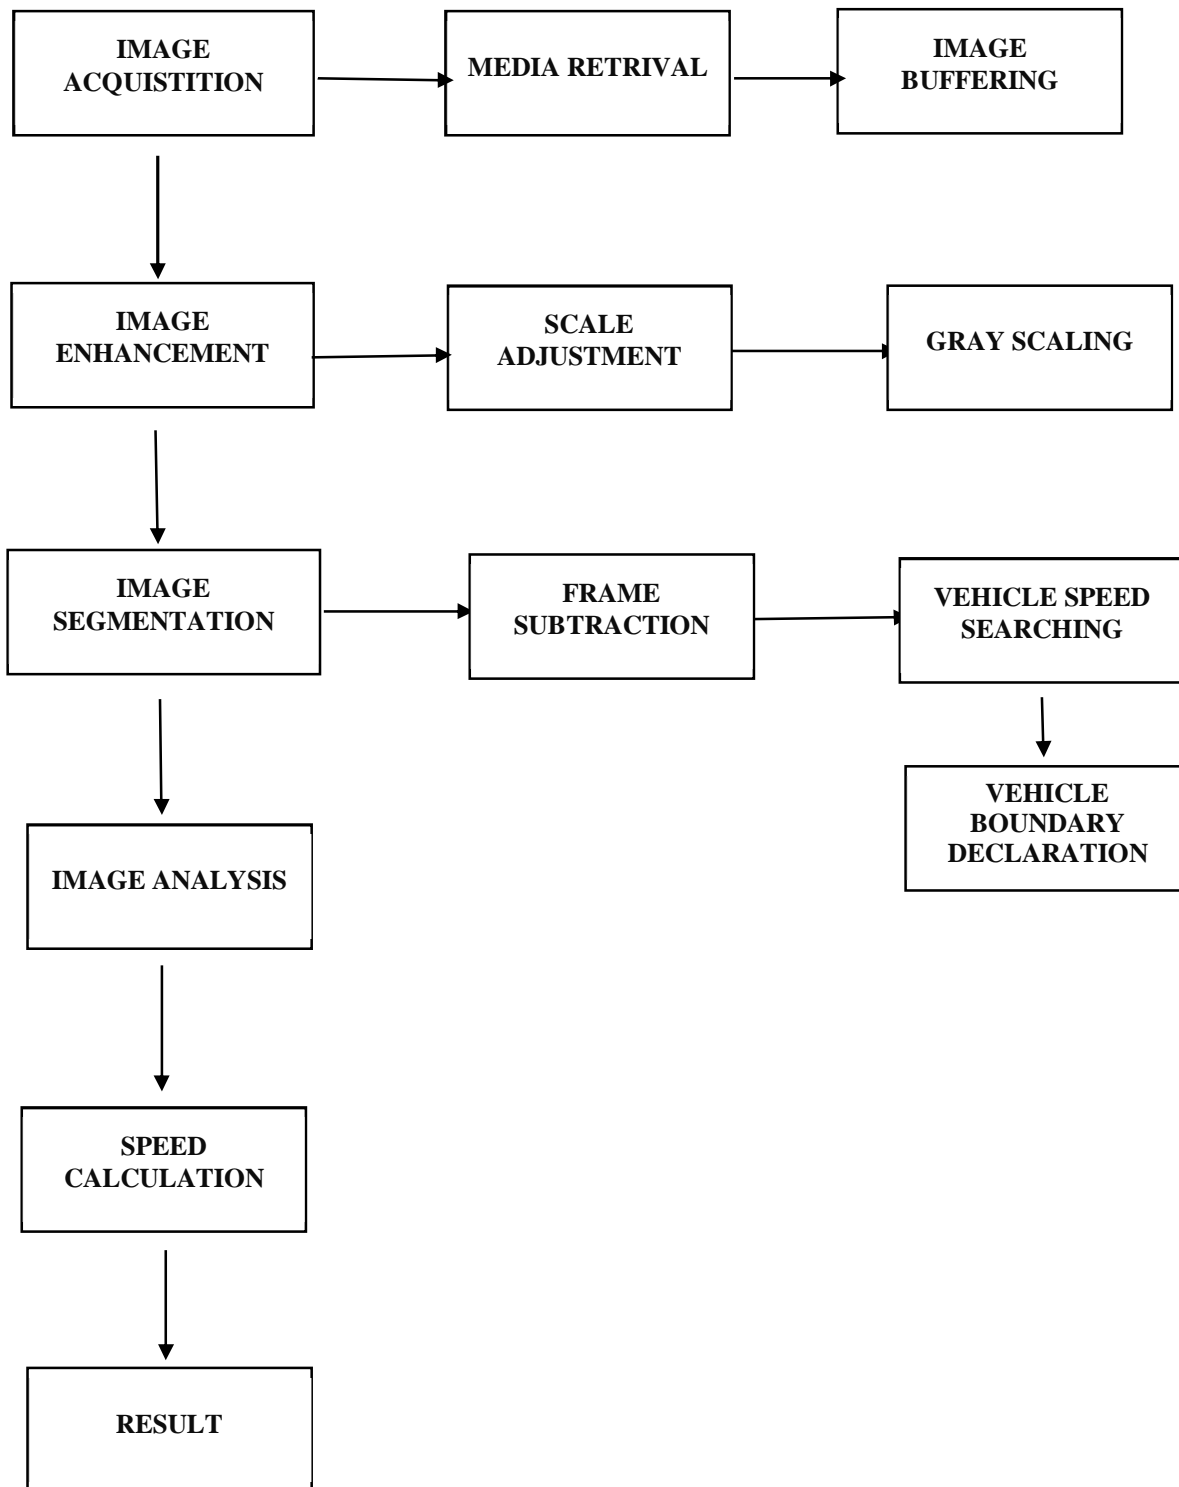 IMAGE
ACQUISTITION
MEDIA RETRIVAL
IMAGE
BUFFERING
IMAGE
ENHANCEMENT
SCALE
ADJUSTMENT
GRAY SCALING
IMAGE
SEGMENTATION
FRAME
SUBTRACTION
VEHICLE SPEED
SEARCHING
VEHICLE
BOUNDARY
DECLARATION
IMAGE ANALYSIS
SPEED
CALCULATION
RESULT